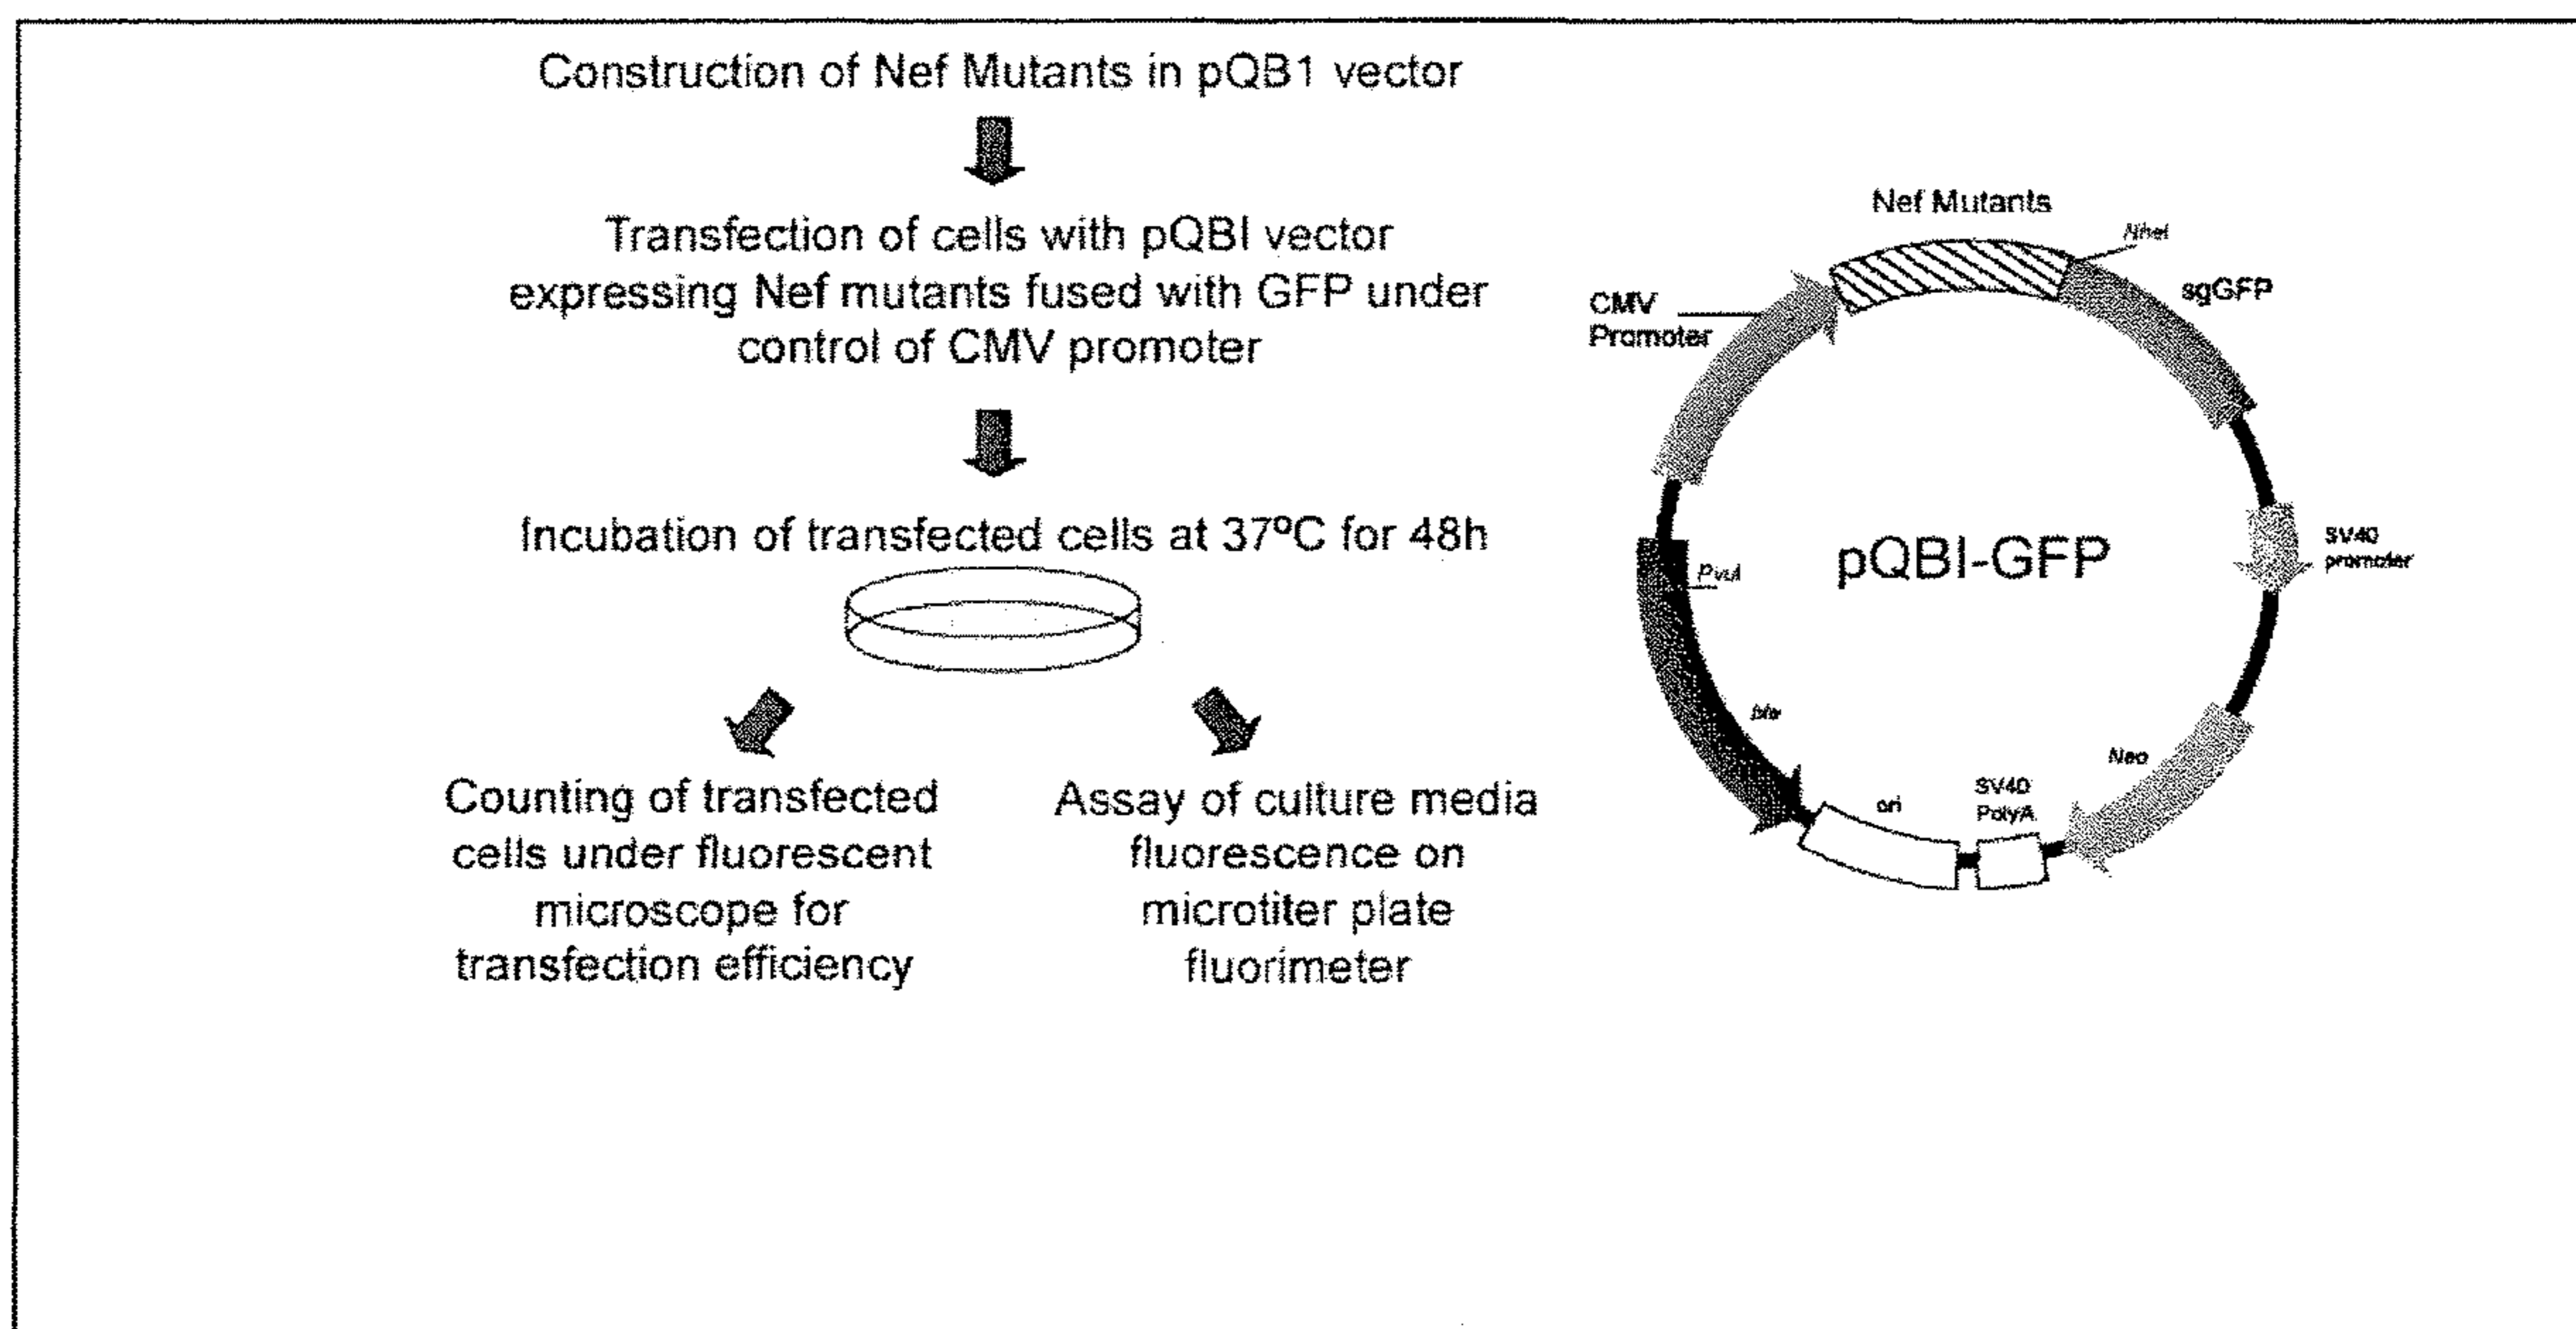 Construction of Nef Mutants in pQB1 vector
Transfection of cells with pQBI vector
expressing Nef mutants fused with GFP under
control of CMV promoter
Incubation of transfected cells at 37ºC for 48h
Counting of transfected
cells under fluorescent
microscope for
transfection efficiency
Assay of culture media
fluorescence on
microtiter plate
fluorimeter
Nef Mutants
NheI
sgGFP
CMV
Promoter
SV40
promoter
pQBI-GFP
PvuI
Neo
SV40
PolyA
ori